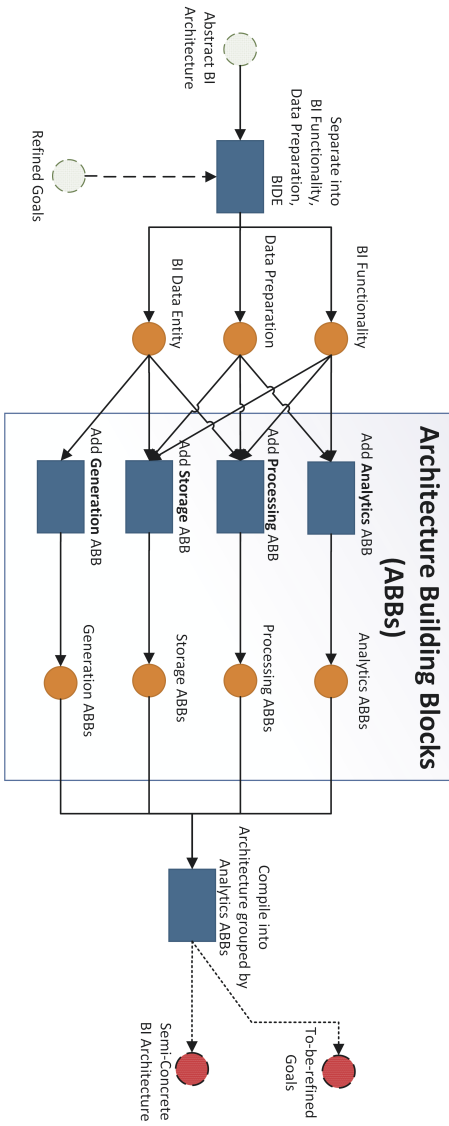 Architecture Building Blocks
(ABBs)
Abstract BI
Architecture
Separate into
BI Functionality,
Data Preparation,
BIDE
Refined Goals
BI Functionality
Data Preparation
BI Data Entity
Add Analytics ABB
Add Processing ABB
Add Storage ABB
Add Generation ABB
Analytics ABBs
Processing ABBs
Storage ABBs
Generation ABBs
Compile into
Architecture grouped by
Analytics ABBs
To-be-refined
Goals
Semi-Concrete
BI Architecture